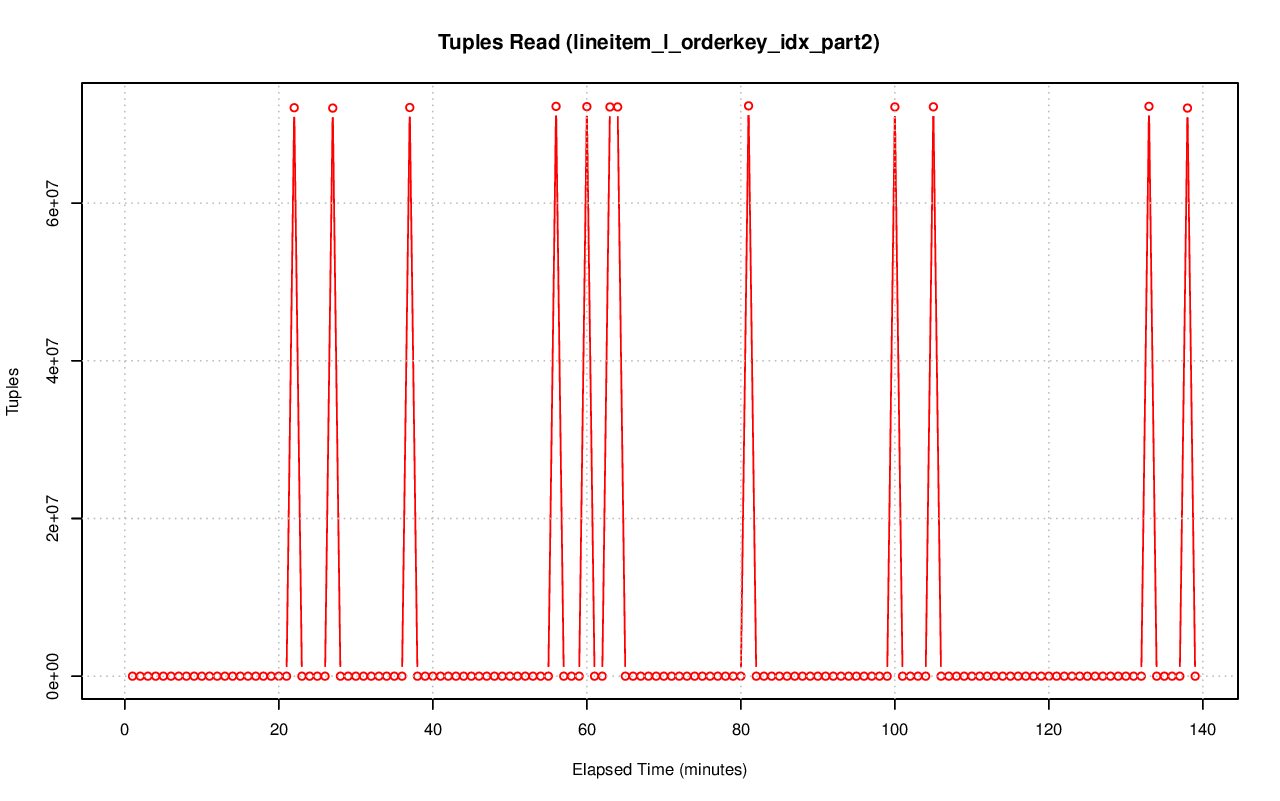 Tuples Read (lineitem_l_orderkey_idx_part2)
6e+07
4e+07
2e+07
0e+00
Tuples
0 20 40 60 80 100 120 140
Elapsed Time (minutes)